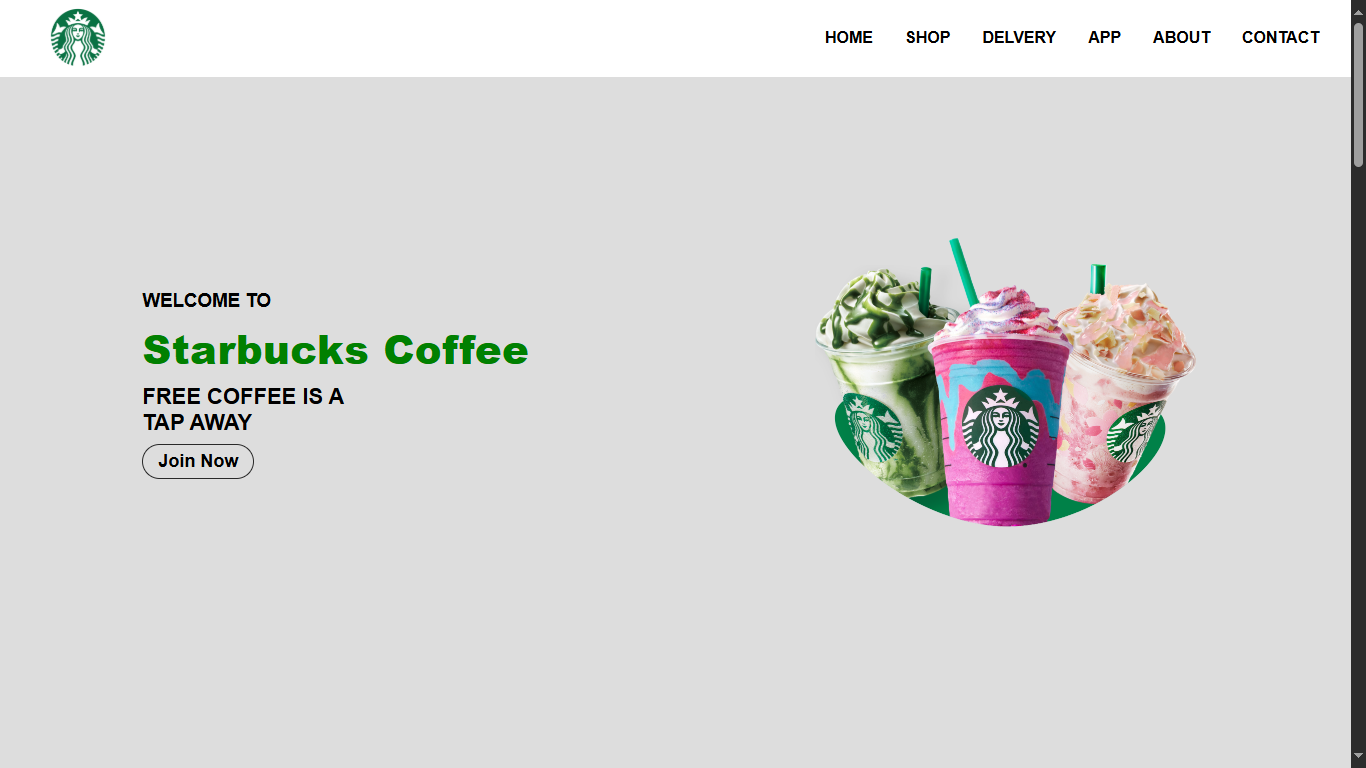 HOME SHOP DELVERY APP ABOUT CONTACT
WELCOME TO
Starbucks Coffee
FREE COFFEE IS A
TAP AWAY
Join Now